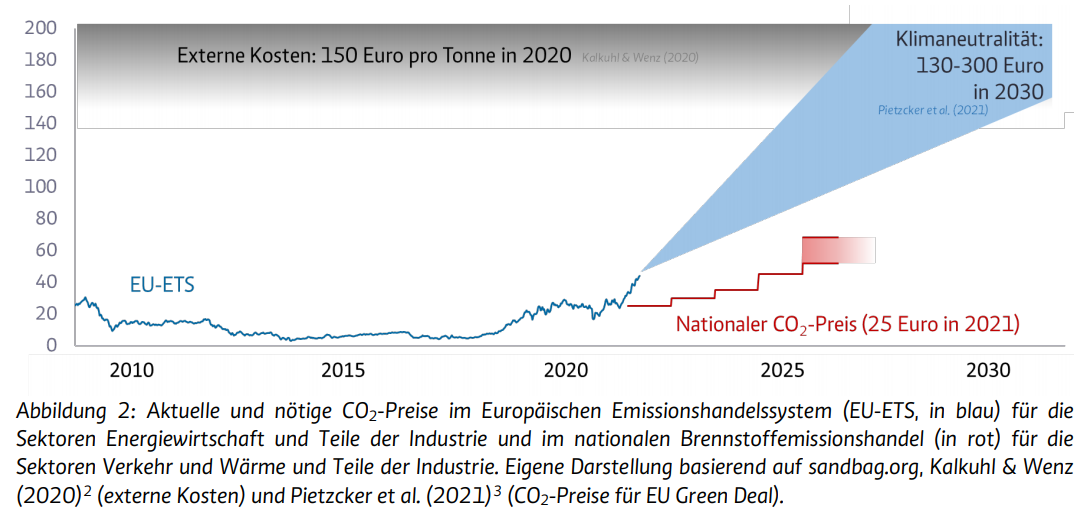 200
180
160
140
120
100
80
60
40
20
0
Externe Kosten: 150 Euro pro Tonne in 2020 Kalkuhl & Wenz (2020)
Klimaneutralität:
130-300 Euro
in 2030
Pietzcker et al. (2021)
EU-ETS
Nationaler CO₂-Preis (25 Euro in 2021)
2010 2015 2020 2025 2030
Abbildung 2: Aktuelle und nötige CO₂-Preise im Europäischen Emissionshandelssystem (EU-ETS, in blau) für die
Sektoren Energiewirtschaft und Teile der Industrie und im nationalen Brennstoffemissionshandel (in rot) für die
Sektoren Verkehr und Wärme und Teile der Industrie. Eigene Darstellung basierend auf sandbag.org, Kalkuhl & Wenz
(2020)² (externe Kosten) und Pietzcker et al. (2021)³ (CO₂-Preise für EU Green Deal).